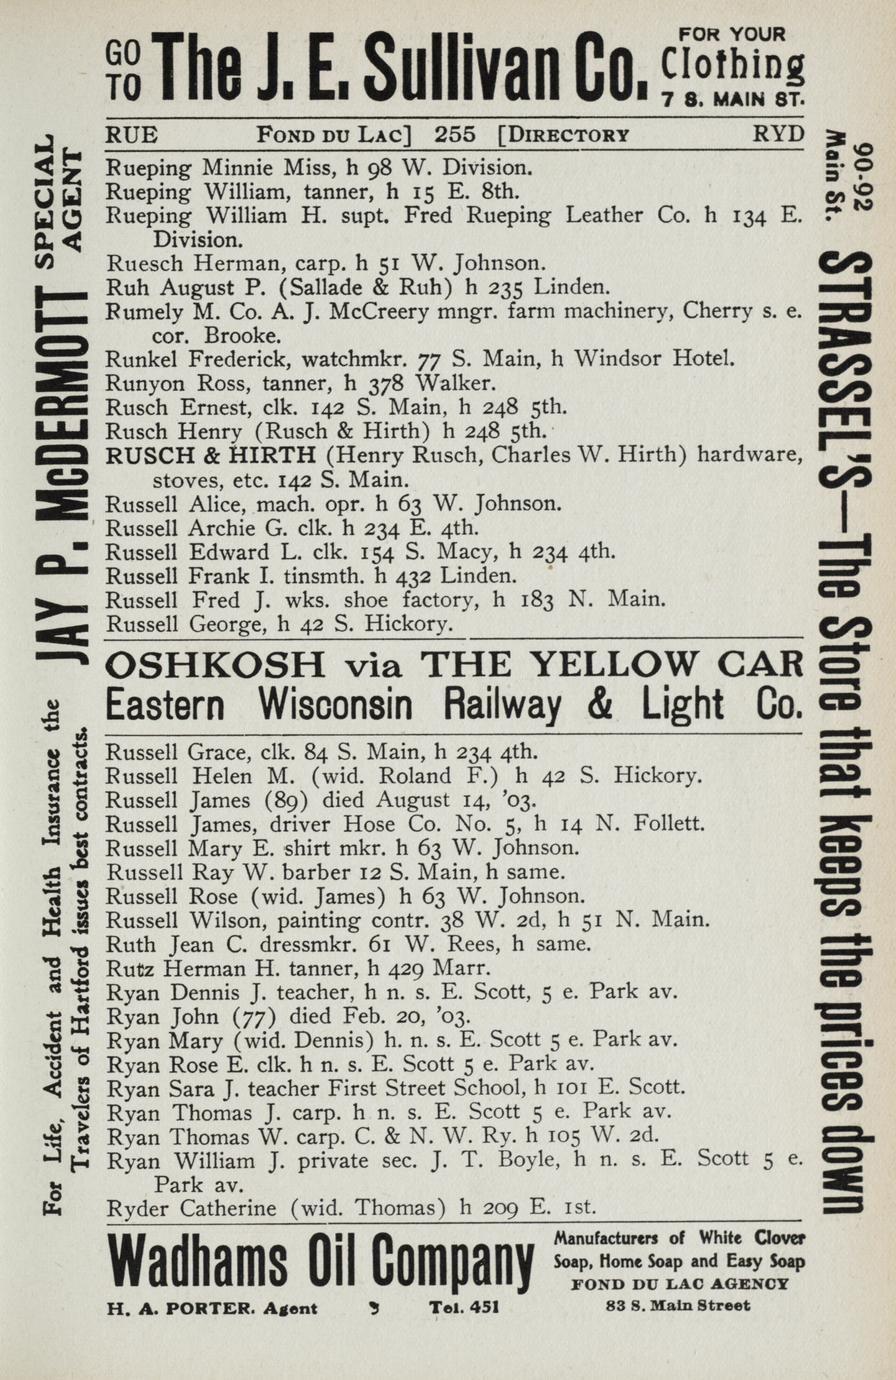 GO TO The J. E. Sullivan Co. FOR YOUR Clothing 7 S. MAIN ST.
RUE FOND DU LAC] 255 [DIRECTORY RYD
Rueping Minnie Miss, h 98 W. Division.
Rueping William, tanner, h 15 E. 8th.
Rueping William H. supt. Fred Rueping Leather Co. h 134 E.
Division.
Ruesch Herman, carp. h 51 W. Johnson.
Ruh August P. (Sallade & Ruh) h 235 Linden.
Rumely M. Co. A. J. McCreery mngr. farm machinery, Cherry s. e.
cor. Brooke.
Runkel Frederick, watchmkr. 77 S. Main, h Windsor Hotel.
Runyon Ross, tanner, h 378 Walker.
Rusch Ernest, clk. 142 S. Main, h 248 5th.
Rusch Henry (Rusch & Hirth) h 248 5th.
RUSCH & HIRTH (Henry Rusch, Charles W. Hirth) hardware,
stoves, etc. 142 S. Main.
Russell Alice, mach. opr. h 63 W. Johnson.
Russell Archie G. clk. h 234 E. 4th.
Russell Edward L. clk. 154 S. Macy, h 234 4th.
Russell Frank I. tinsmth. h 432 Linden.
Russell Fred J. wks. shoe factory, h 183 N. Main.
Russell George, h 42 S. Hickory.
OSHKOSH via THE YELLOW CAR
Eastern Wisconsin Railway & Light Co.
Russell Grace, clk. 84 S. Main, h 234 4th.
Russell Helen M. (wid. Roland F.) h 42 S. Hickory.
Russell James (89) died August 14, '03.
Russell James, driver Hose Co. No. 5, h 14 N. Follett.
Russell Mary E. shirt mkr. h 63 W. Johnson.
Russell Ray W. barber 12 S. Main, h same.
Russell Rose (wid. James) h 63 W. Johnson.
Russell Wilson, painting contr. 38 W. 2d, h 51 N. Main.
Ruth Jean C. dressmkr. 61 W. Rees, h same.
Rutz Herman H. tanner, h 429 Marr.
Ryan Dennis J. teacher, h n. s. E. Scott, 5 e. Park av.
Ryan John (77) died Feb. 20, '03.
Ryan Mary (wid. Dennis) h. n. s. E. Scott 5 e. Park av.
Ryan Rose E. clk. h n. s. E. Scott 5 e. Park av.
Ryan Sara J. teacher First Street School, h 101 E. Scott.
Ryan Thomas J. carp. h n. s. E. Scott 5 e. Park av.
Ryan Thomas W. carp. C. & N. W. Ry. h 105 W. 2d.
Ryan William J. private sec. J. T. Boyle, h n. s. E. Scott 5 e.
Park av.
Ryder Catherine (wid. Thomas) h 209 E. 1st.
Wadhams Oil Company
H. A. PORTER. Agent Tel. 451
Manufacturers of White Clover
Soap, Home Soap and Easy Soap
FOND DU LAC AGENCY
83 S. Main Street
For Life, Accident and Health Insurance the
Travelers of Hartford issues best contracts.
JAY P. McDERMOTT SPECIAL AGENT
90-92 Main St. STRASSEL'S—The Store that keeps the prices down